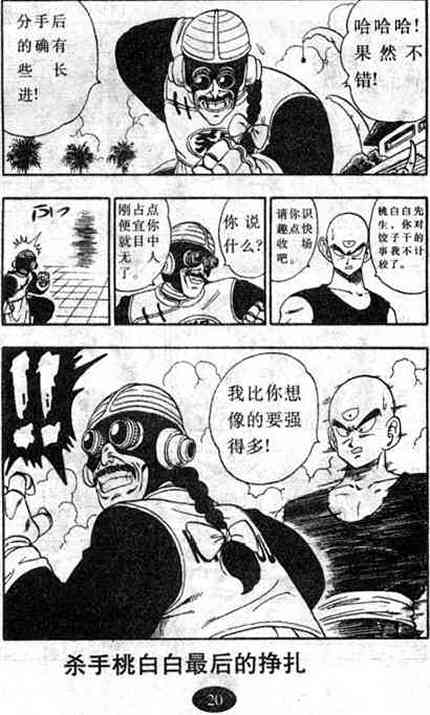 哈哈哈!
果然不
错!
分手后
的确有
些长
进!
桃白白先
生,你对
饺子干的
事我不计
较了。
请你识
趣点快
收场
吧。
你说
什么?
刚占点
便宜你
就目中
无人
了。
!!
我比你想
像的要强
得多!
杀手桃白白最后的挣扎
20